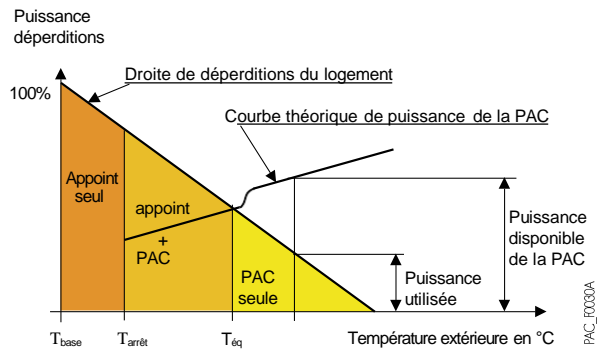 Puissance
déperditions
100%
Droite de déperditions du logement
Courbe théorique de puissance de la PAC
Appoint
seul
appoint
+
PAC
PAC
seule
Puissance
utilisée
Puissance
disponible
de la PAC
Tbase
Tarrêt
Téq
Température extérieure en °C
PAC_F0030A